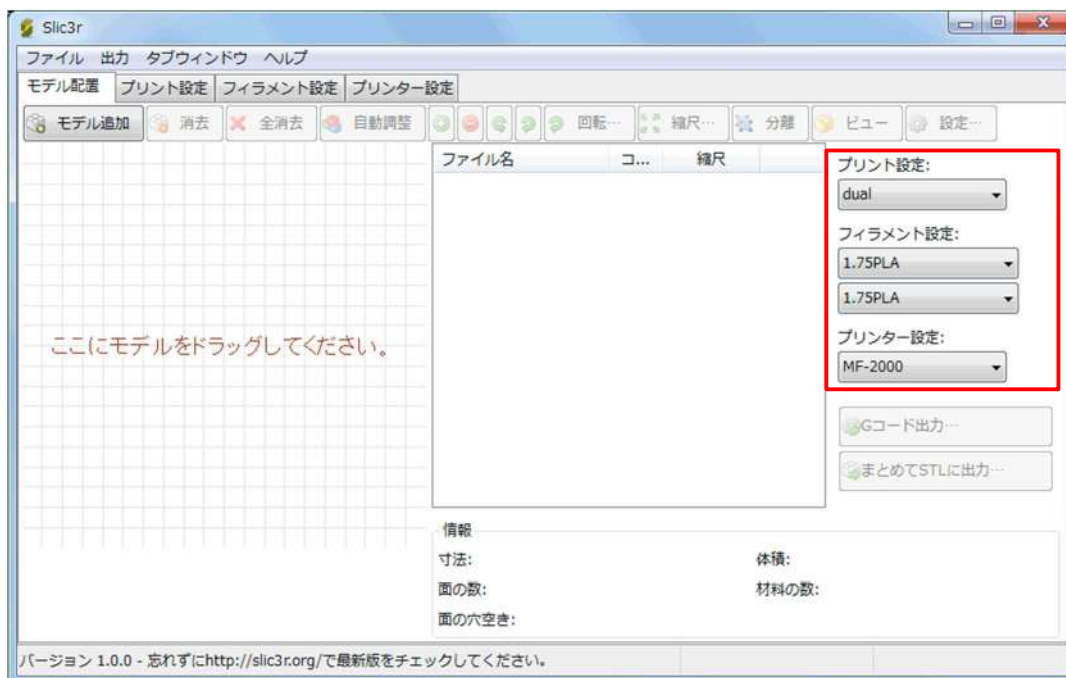 Slic3r
ファイル 出力 タブウィンドウ ヘルプ
モデル配置 プリント設定 フィラメント設定 プリンター設定
モデル追加 消去 全消去 自動調整 回転… 縮尺… 分離 ビュー 設定…
ファイル名 コ... 縮尺
プリント設定:
dual
フィラメント設定:
1.75PLA
1.75PLA
プリンター設定:
MF-2000
Gコード出力…
まとめてSTLに出力…
ここにモデルをドラッグしてください。
情報
寸法: 体積:
面の数: 材料の数:
面の穴空き:
バージョン 1.0.0 - 忘れずにhttp://slic3r.org/で最新版をチェックしてください。